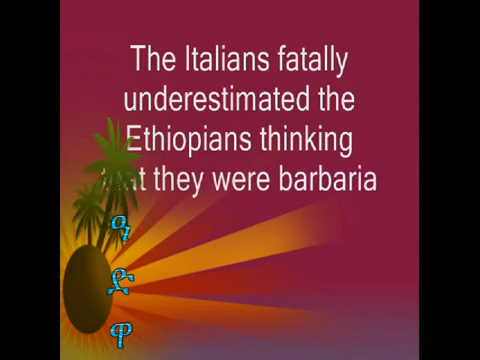 The Italians fatally
underestimated the
Ethiopians thinking
that they were barbaria
ዓ
ድ
ዋ